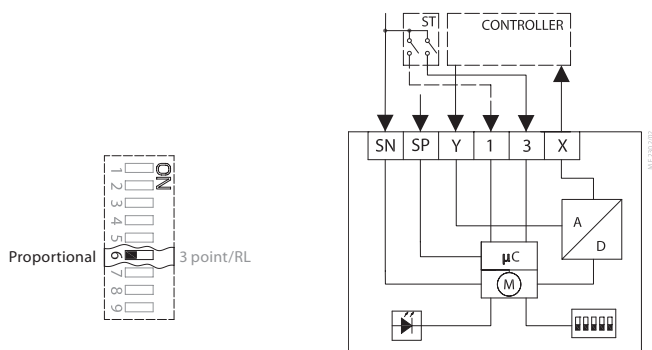 ON
1
2
3
4
5
Proportional 6 3 point/RL
7
8
9
ST
CONTROLLER
SN SP Y 1 3 X
A
D
µC
M